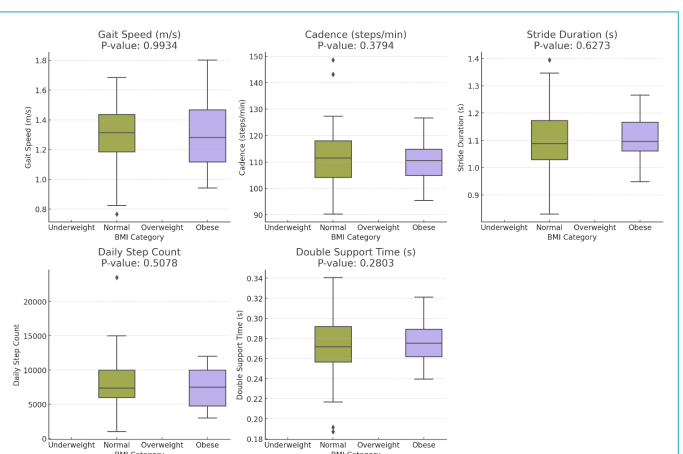 Gait Speed (m/s)
P-value: 0.9934
1.8
1.6
1.4
1.2
1.0
0.8
Gait Speed (m/s)
Underweight Normal Overweight Obese
BMI Category
Cadence (steps/min)
P-value: 0.3794
150
140
130
120
110
100
90
Cadence (steps/min)
Underweight Normal Overweight Obese
BMI Category
Stride Duration (s)
P-value: 0.6273
1.4
1.3
1.2
1.1
1.0
0.9
Stride Duration (s)
Underweight Normal Overweight Obese
BMI Category
Daily Step Count
P-value: 0.5078
20000
15000
10000
5000
0
Daily Step Count
Underweight Normal Overweight Obese
BMI Category
Double Support Time (s)
P-value: 0.2803
0.34
0.32
0.30
0.28
0.26
0.24
0.22
0.20
0.18
Double Support Time (s)
Underweight Normal Overweight Obese
BMI Category